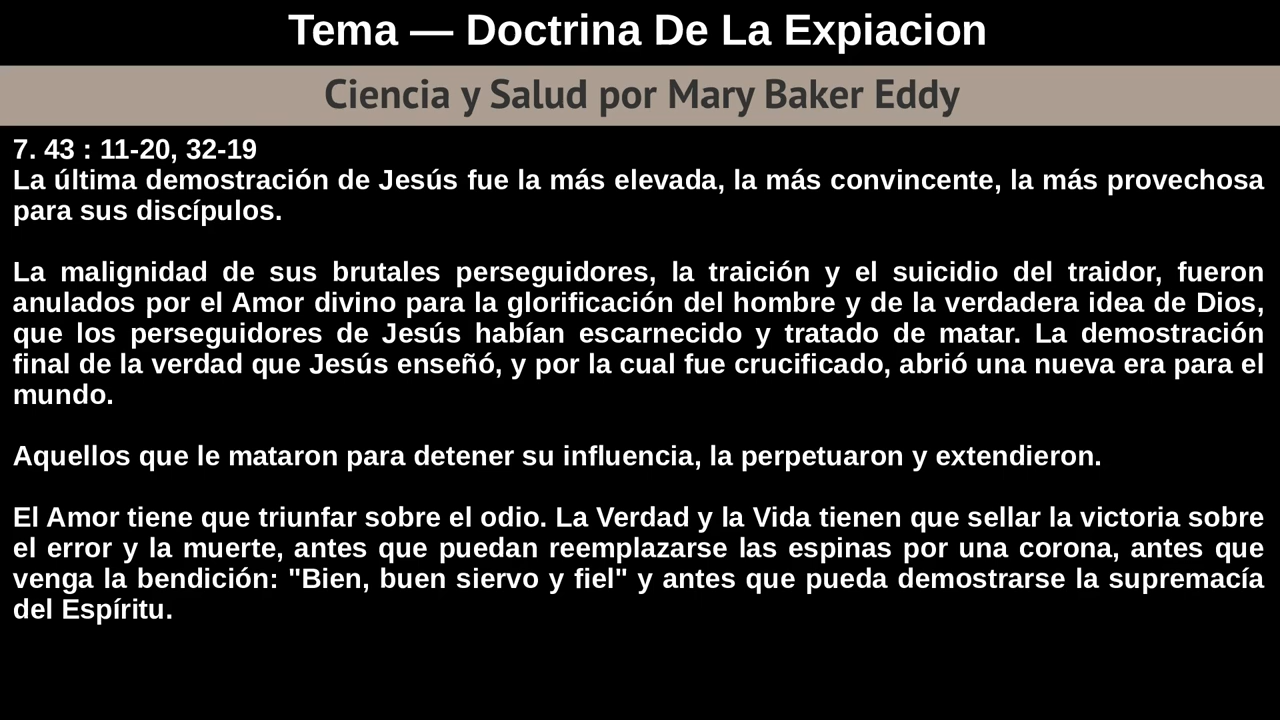 Tema — Doctrina De La Expiacion
Ciencia y Salud por Mary Baker Eddy
7. 43 : 11-20, 32-19
La última demostración de Jesús fue la más elevada, la más convincente, la más provechosa
para sus discípulos.
La malignidad de sus brutales perseguidores, la traición y el suicidio del traidor, fueron
anulados por el Amor divino para la glorificación del hombre y de la verdadera idea de Dios,
que los perseguidores de Jesús habían escarnecido y tratado de matar. La demostración
final de la verdad que Jesús enseñó, y por la cual fue crucificado, abrió una nueva era para el
mundo.
Aquellos que le mataron para detener su influencia, la perpetuaron y extendieron.
El Amor tiene que triunfar sobre el odio. La Verdad y la Vida tienen que sellar la victoria sobre
el error y la muerte, antes que puedan reemplazarse las espinas por una corona, antes que
venga la bendición: "Bien, buen siervo y fiel" y antes que pueda demostrarse la supremacía
del Espíritu.